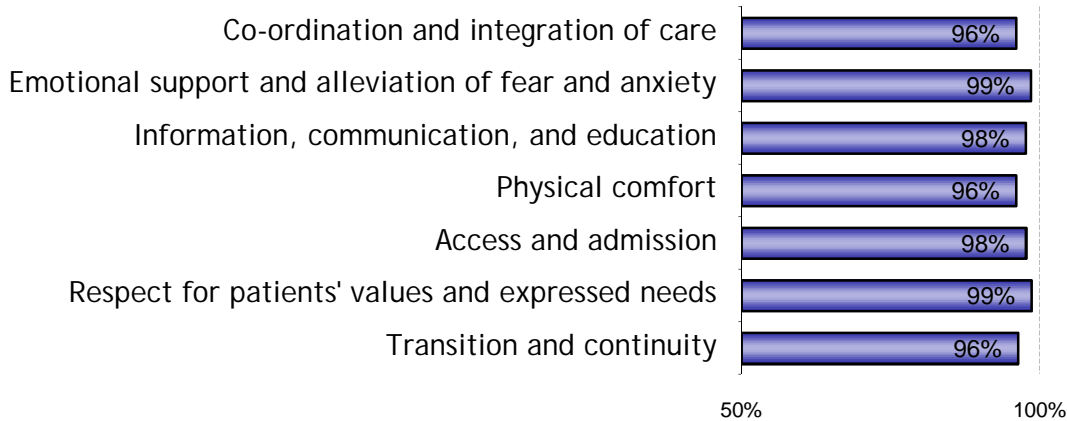 Co-ordination and integration of care 96%
Emotional support and alleviation of fear and anxiety 99%
Information, communication, and education 98%
Physical comfort 96%
Access and admission 98%
Respect for patients' values and expressed needs 99%
Transition and continuity 96%
50% 100%